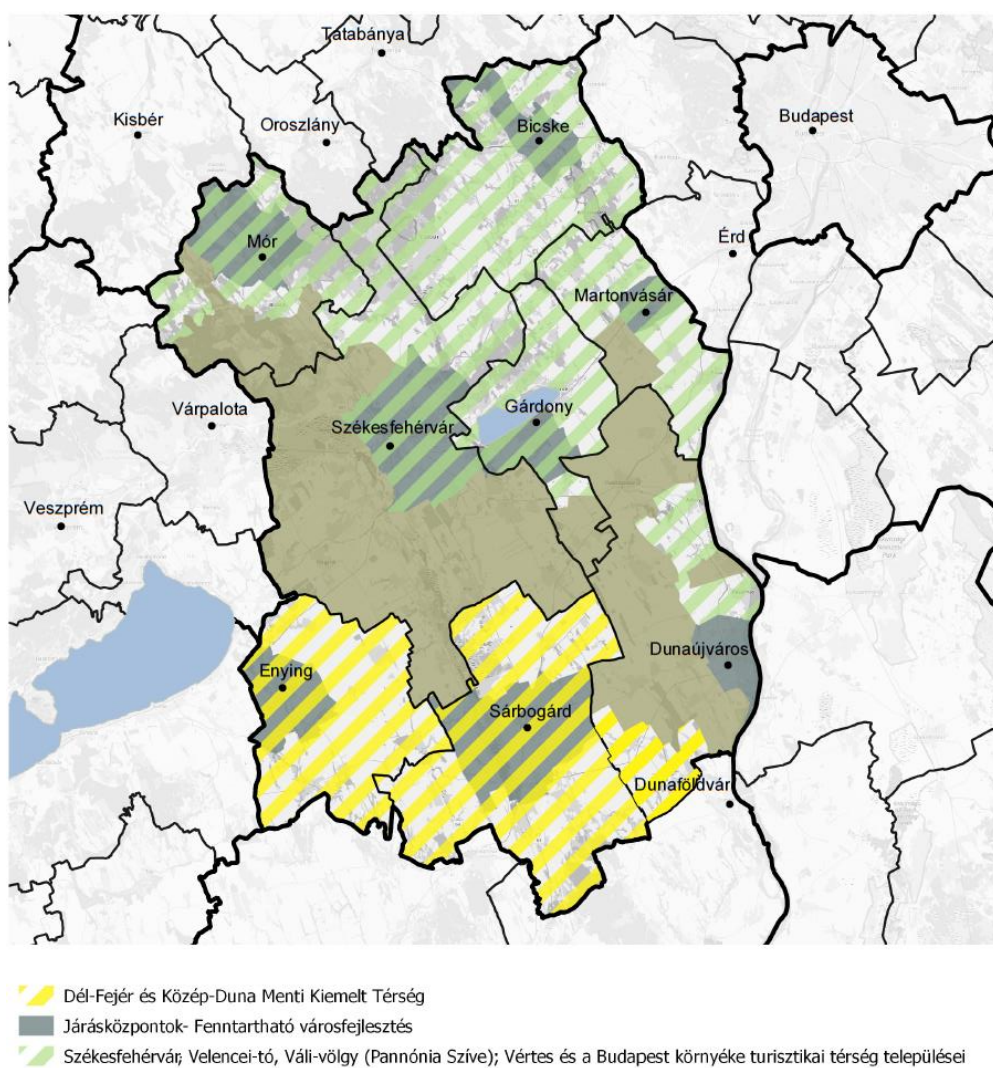 Tatabánya
Kisbér
Oroszlány
Bicske
Budapest
Mór
Érd
Martonvásár
Várpalota
Székesfehérvár
Gárdony
Veszprém
Enying
Dunaújváros
Sárbogárd
Dunaföldvár
Dél-Fejér és Közép-Duna Menti Kiemelt Térség
Járásközpontok- Fenntartható városfejlesztés
Székesfehérvár, Velencei-tó, Váli-völgy (Pannónia Szíve); Vértes és a Budapest környéke turisztikai térség települései